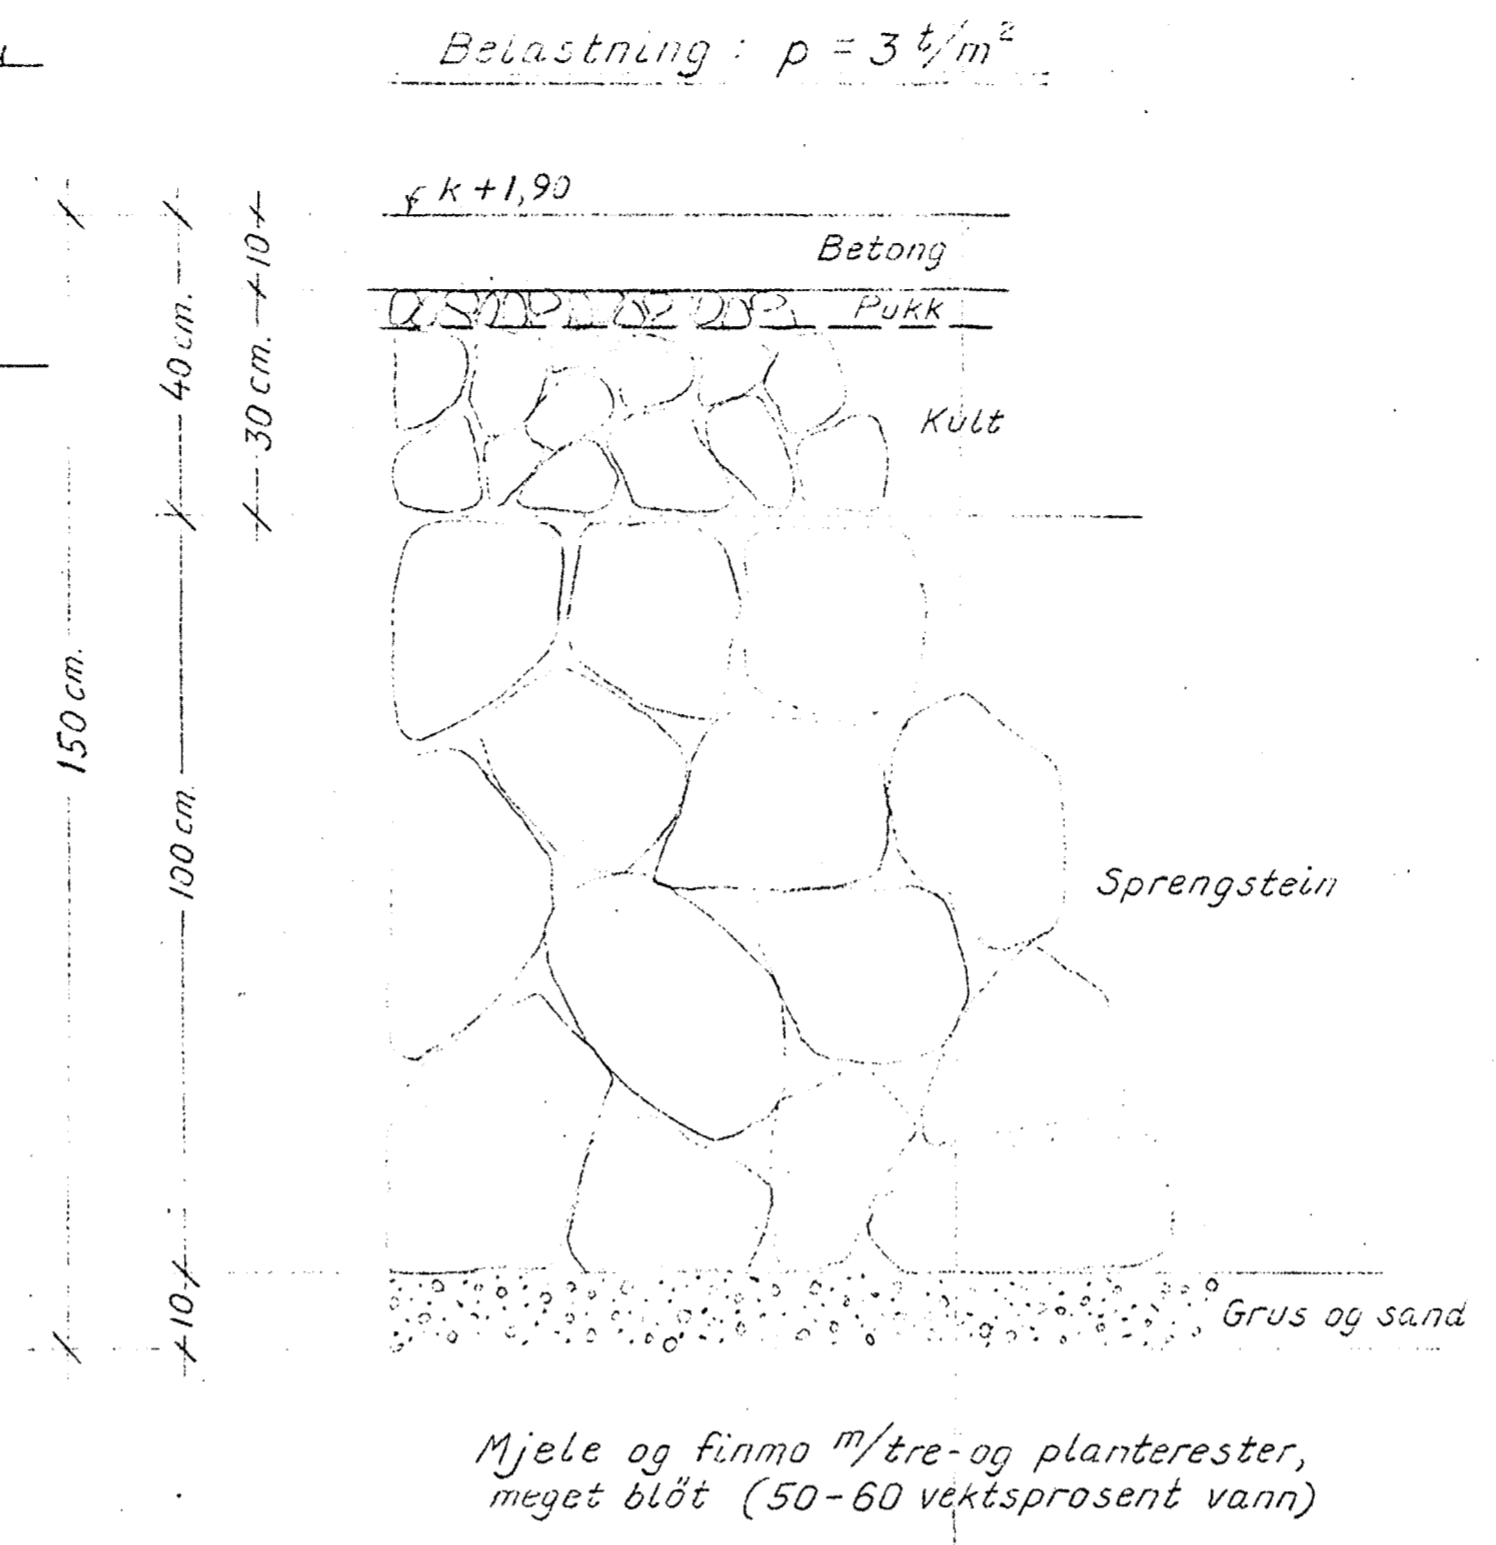 Belastning : p = 3 t/m²
k +1,90
Betong
Pukk
Kult
Sprengstein
Grus og sand
10
30 cm.
40 cm.
100 cm.
10
150 cm.
Mjele og finmo m/tre- og planterester,
meget blöt (50-60 vektsprosent vann)